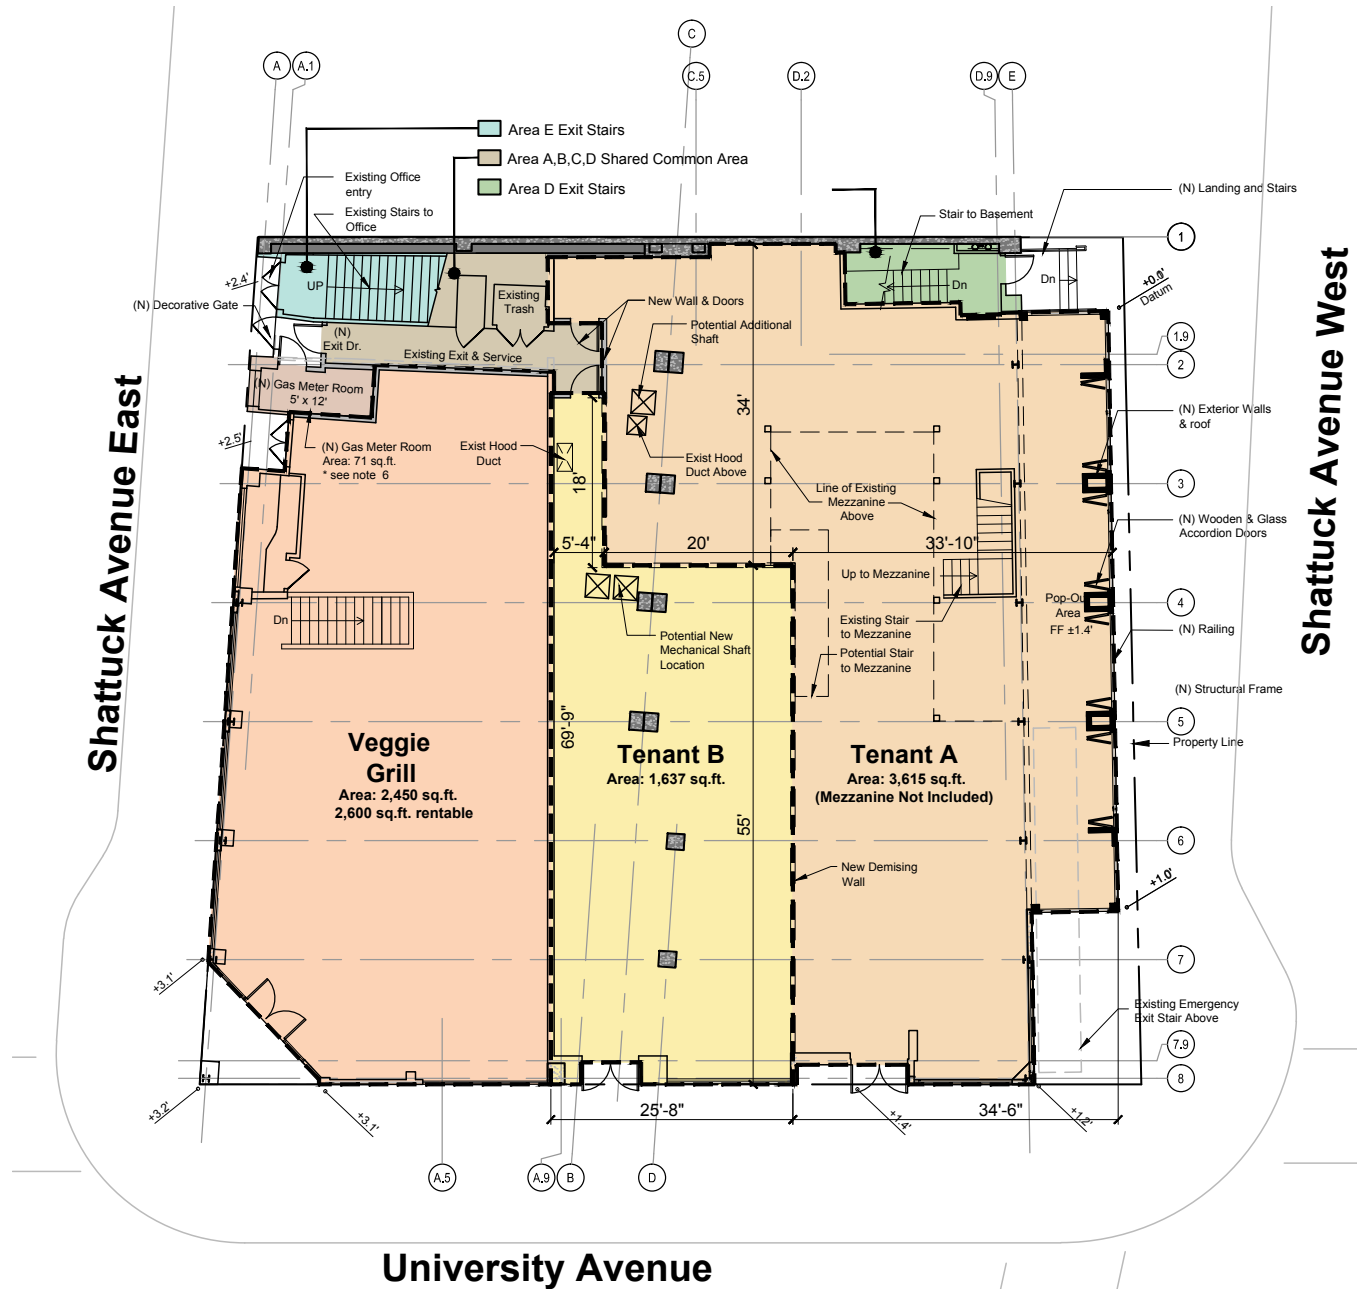 C
A
A.1
C.5
D.2
D.9
E
Area E Exit Stairs
Area A,B,C,D Shared Common Area
Area D Exit Stairs
Existing Office
entry
Existing Stairs to
Office
Stair to Basement
(N) Landing and Stairs
1
+2.4'
UP
Dn
Dn
+0.0'
Datum
(N) Decorative Gate
Existing
Trash
New Wall & Doors
Potential Additional
Shaft
(N)
Exit Dr.
Existing Exit & Service
1.9
2
(N) Gas Meter Room
5' x 12'
34'
(N) Exterior Walls
& roof
+2.5'
(N) Gas Meter Room
Area: 71 sq.ft.
* see note 6
Exist Hood
Duct
Exist Hood
Duct Above
18'
Line of Existing
Mezzanine
Above
3
(N) Wooden & Glass
Accordion Doors
5'-4"
20'
33'-10"
Up to Mezzanine
Pop-Ou
Area
FF ±1.4'
4
Dn
Existing Stair
to Mezzanine
Potential New
Mechanical Shaft
Location
Potential Stair
to Mezzanine
(N) Railing
(N) Structural Frame
5
Property Line
69'-9"
Veggie
Grill
Area: 2,450 sq.ft.
2,600 sq.ft. rentable
Tenant B
Area: 1,637 sq.ft.
Tenant A
Area: 3,615 sq.ft.
(Mezzanine Not Included)
55'
6
New Demising
Wall
+1.0'
7
+3.1'
Existing Emergency
Exit Stair Above
7.9
8
+3.2'
+3.1'
25'-8"
+1.4'
34'-6"
+1.2'
A.5
A.9
B
D
Shattuck Avenue East
Shattuck Avenue West
University Avenue